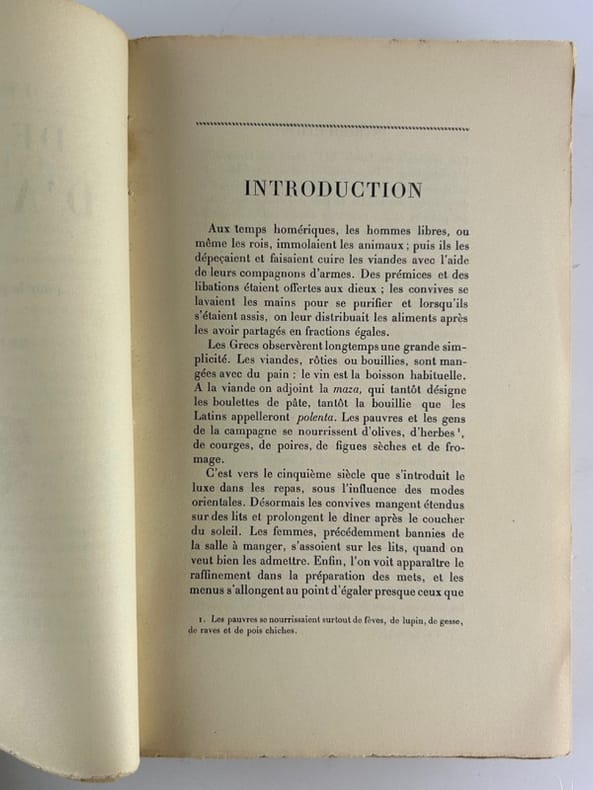 DE
D'A
INTRODUCTION
Aux temps homériques, les hommes libres, ou
même les rois, immolaient les animaux ; puis ils les
dépeçaient et faisaient cuire les viandes avec l'aide
de leurs compagnons d'armes. Des prémices et des
libations étaient offertes aux dieux ; les convives se
lavaient les mains pour se purifier et lorsqu'ils
s'étaient assis, on leur distribuait les aliments après
les avoir partagés en fractions égales.
Les Grecs observèrent longtemps une grande sim-
plicité. Les viandes, rôties ou bouillies, sont man-
gées avec du pain : le vin est la boisson habituelle.
A la viande on adjoint la maza, qui tantôt désigne
les boulettes de pâte, tantôt la bouillie que les
Latins appelleront polenta. Les pauvres et les gens
de la campagne se nourrissent d'olives, d'herbes¹,
de courges, de poires, de figues sèches et de fro-
mage.
C'est vers le cinquième siècle que s'introduit le
luxe dans les repas, sous l'influence des modes
orientales. Désormais les convives mangent étendus
sur des lits et prolongent le dîner après le coucher
du soleil. Les femmes, précédemment bannies de
la salle à manger, s'assoient sur les lits, quand on
veut bien les admettre. Enfin, l'on voit apparaître le
raffinement dans la préparation des mets, et les
menus s'allongent au point d'égaler presque ceux que
1. Les pauvres se nourrissaient surtout de fèves, de lupin, de gesse,
de raves et de pois chiches.